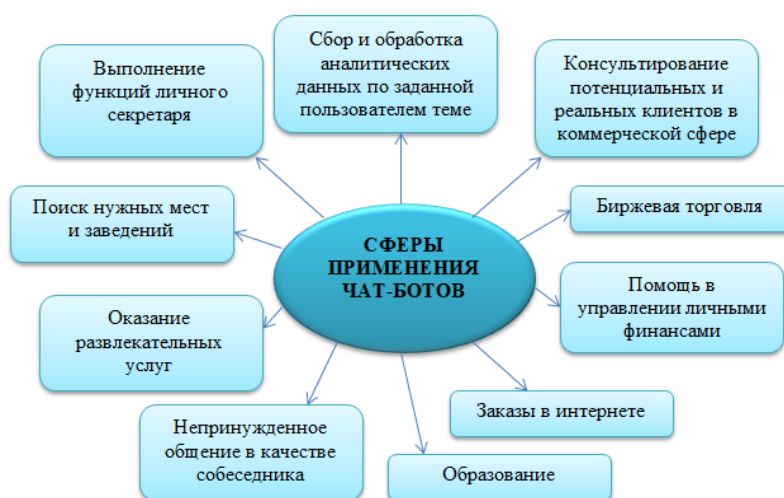 Выполнение
функций личного
секретаря
Сбор и обработка
аналитических
данных по заданной
пользователем теме
Консультирование
потенциальных и
реальных клиентов в
коммерческой сфере
Поиск нужных мест
и заведений
СФЕРЫ
ПРИМЕНЕНИЯ
ЧАТ-БОТОВ
Биржевая торговля
Помощь в
управлении личными
финансами
Оказание
развлекательных
услуг
Заказы в интернете
Непринужденное
общение в качестве
собеседника
Образование